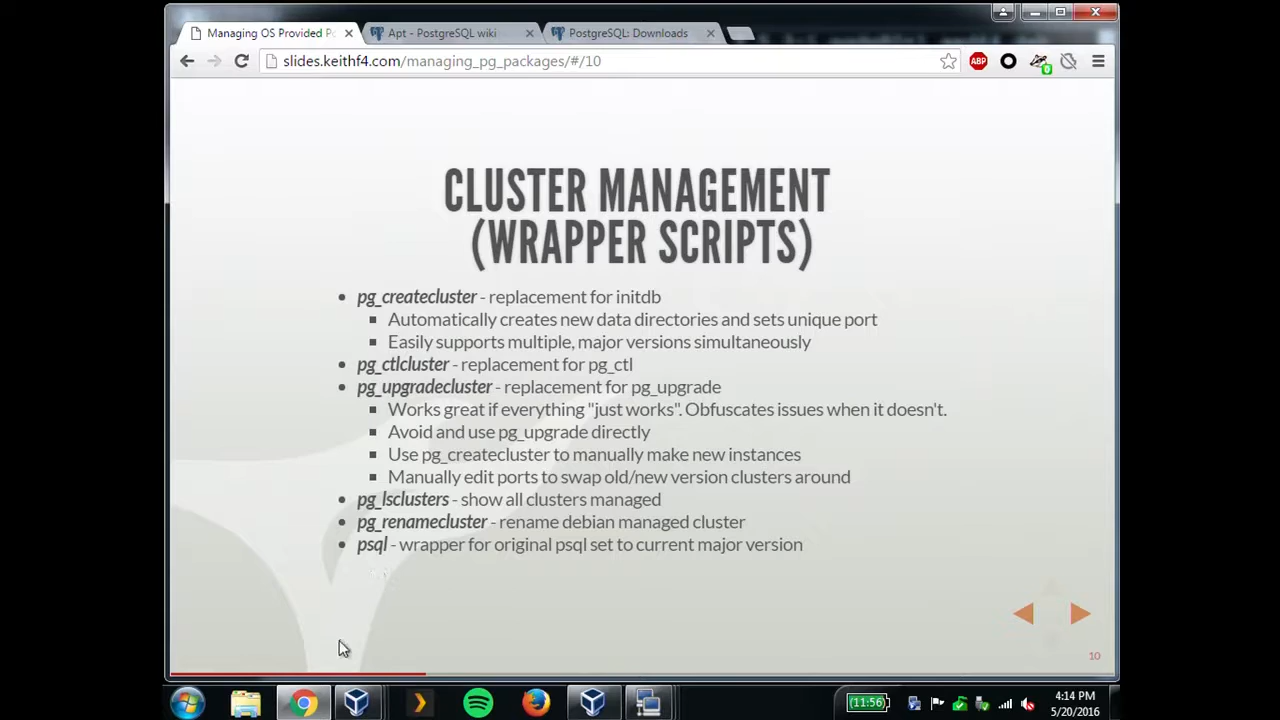 Managing OS Provided Po
Apt - PostgreSQL wiki
PostgreSQL: Downloads
slides.keithf4.com/managing_pg_packages/#/10
ABP
CLUSTER MANAGEMENT
(WRAPPER SCRIPTS)
pg_createcluster - replacement for initdb
Automatically creates new data directories and sets unique port
Easily supports multiple, major versions simultaneously
pg_ctlcluster - replacement for pg_ctl
pg_upgradecluster - replacement for pg_upgrade
Works great if everything "just works". Obfuscates issues when it doesn't.
Avoid and use pg_upgrade directly
Use pg_createcluster to manually make new instances
Manually edit ports to swap old/new version clusters around
pg_lsclusters - show all clusters managed
pg_renamecluster - rename debian managed cluster
psql - wrapper for original psql set to current major version
10
(11:56)
4:14 PM
5/20/2016